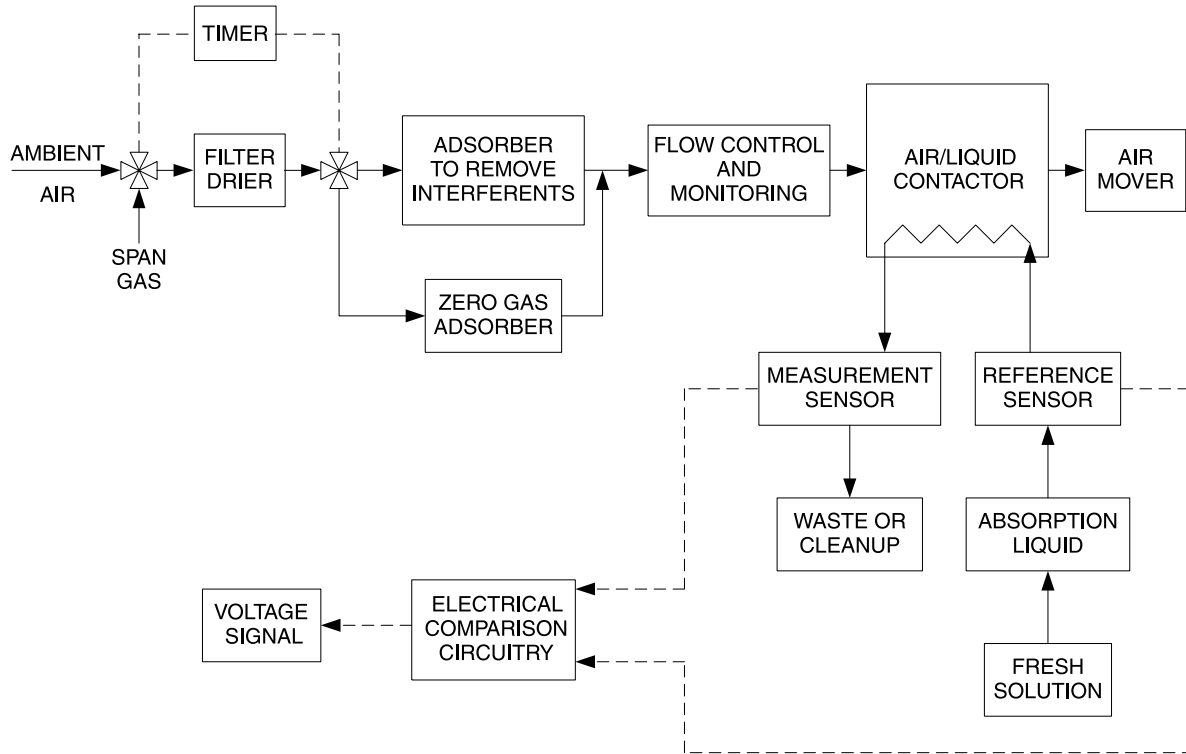 TIMER
AMBIENT
AIR
SPAN
GAS
FILTER
DRIER
ADSORBER
TO REMOVE
INTERFERENTS
ZERO GAS
ADSORBER
FLOW CONTROL
AND
MONITORING
AIR/LIQUID
CONTACTOR
AIR
MOVER
MEASUREMENT
SENSOR
REFERENCE
SENSOR
WASTE OR
CLEANUP
ABSORPTION
LIQUID
VOLTAGE
SIGNAL
ELECTRICAL
COMPARISON
CIRCUITRY
FRESH
SOLUTION